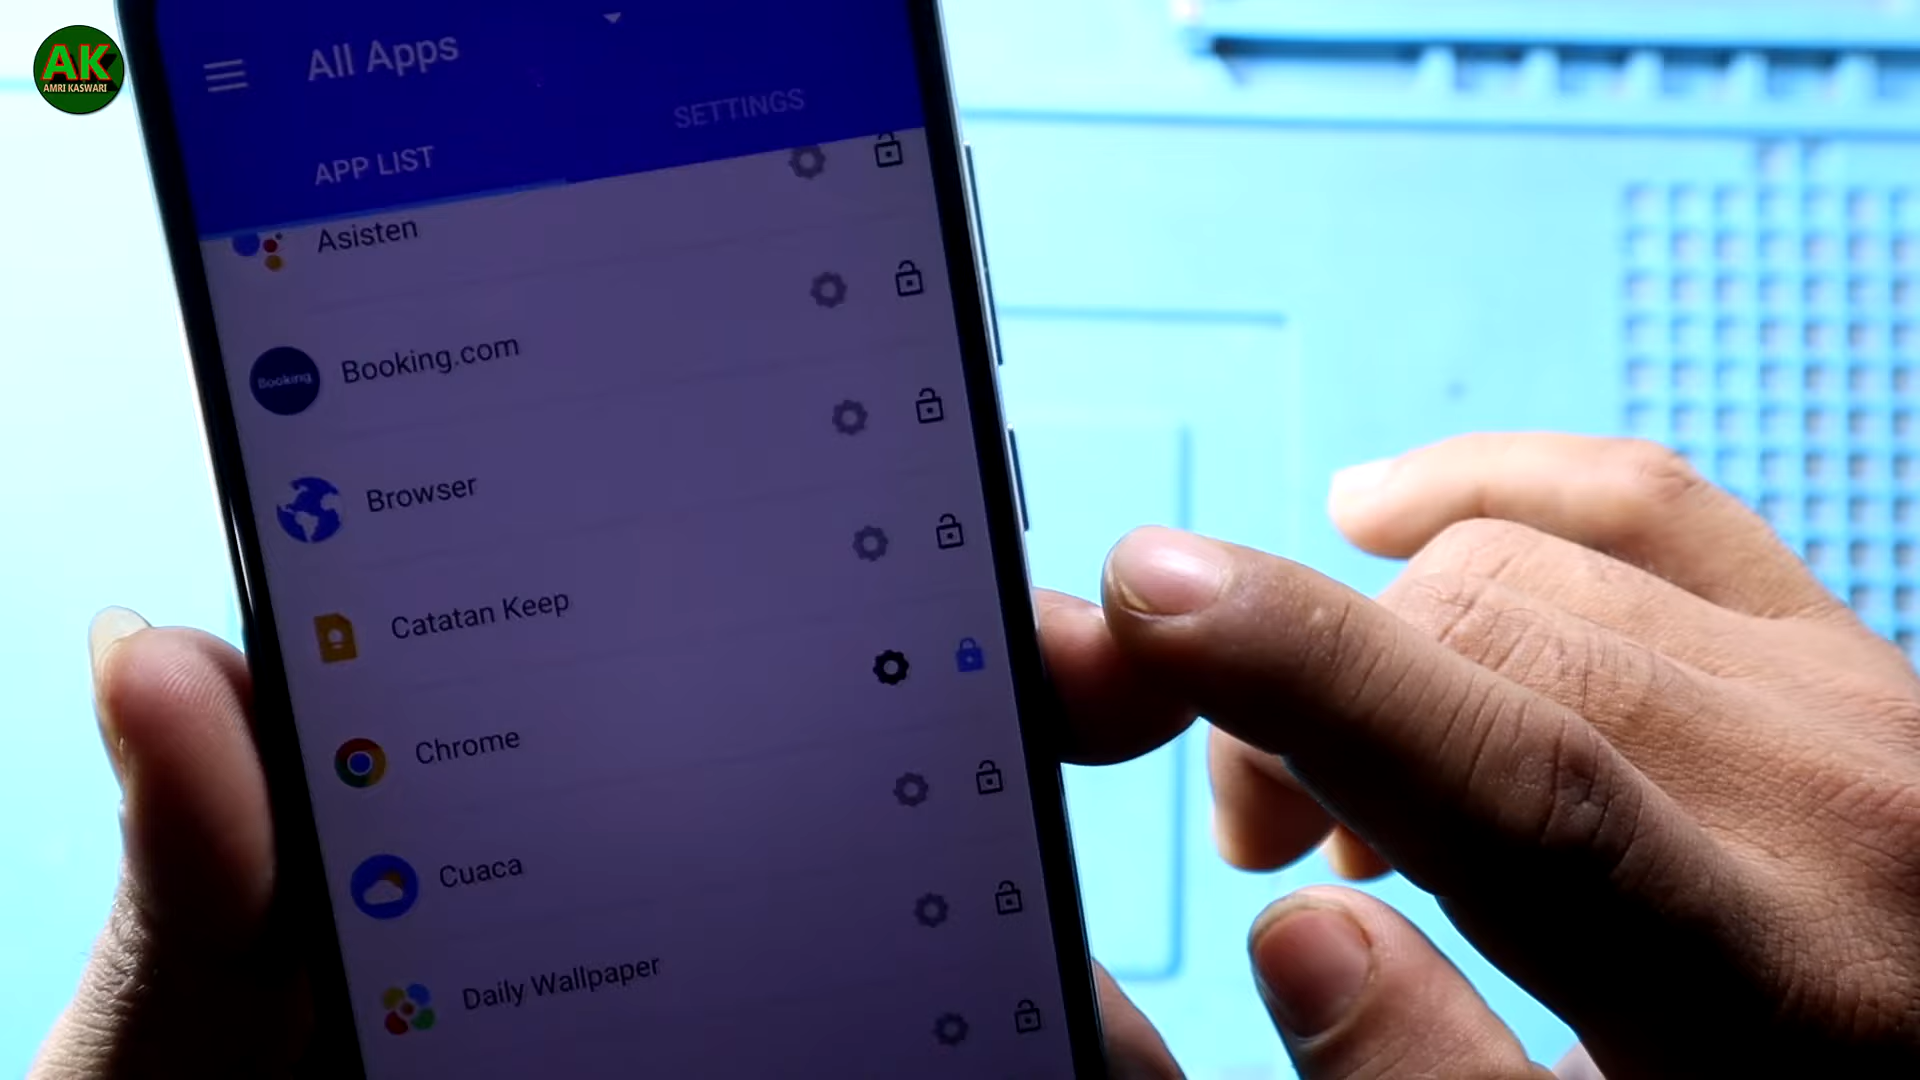 AK
AMRI KASWARI
All Apps
SETTINGS
APP LIST
Asisten
Booking
Booking.com
Browser
Catatan Keep
Chrome
Cuaca
Daily Wallpaper